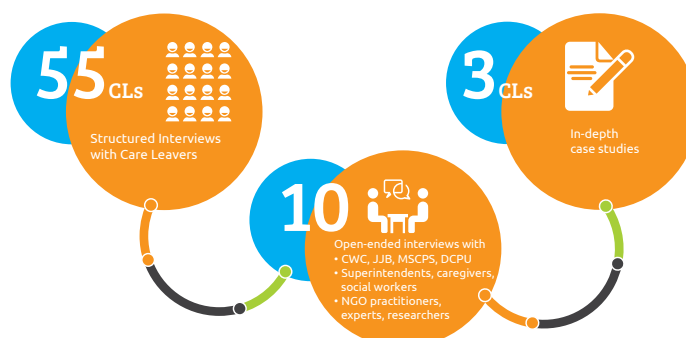 55 CLs
Structured Interviews
with Care Leavers
10
Open-ended interviews with
• CWC, JJB, MSCPS, DCPU
• Superintendents, caregivers,
social workers
• NGO practitioners,
experts, researchers
3 CLs
In-depth
case studies